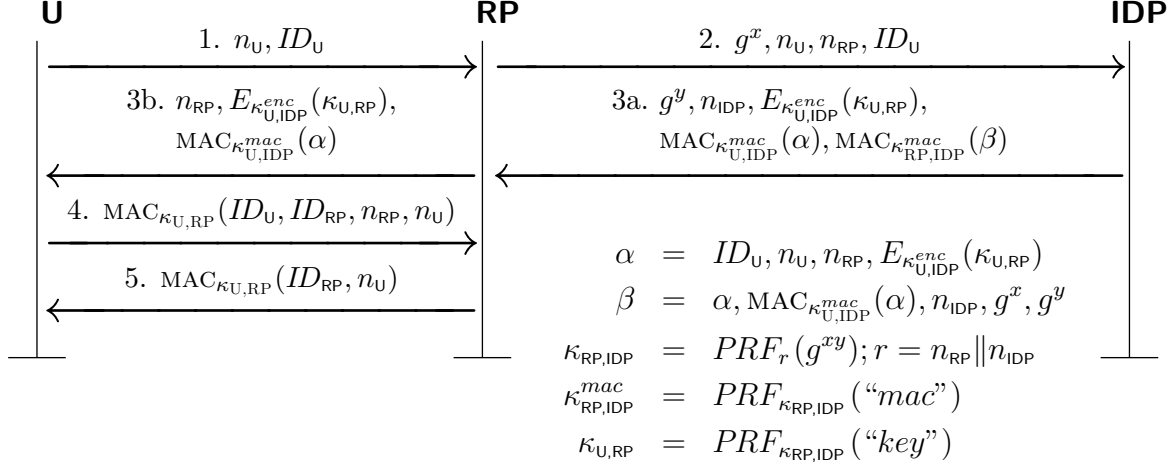 U RP IDP
1. n_U, ID_U
2. g^x, n_U, n_RP, ID_U
3b. n_RP, E_{κ^{enc}_{U,IDP}}(κ_{U,RP}),
MAC_{κ^{mac}_{U,IDP}}(α)
3a. g^y, n_IDP, E_{κ^{enc}_{U,IDP}}(κ_{U,RP}),
MAC_{κ^{mac}_{U,IDP}}(α), MAC_{κ^{mac}_{RP,IDP}}(β)
4. MAC_{κ_{U,RP}}(ID_U, ID_RP, n_RP, n_U)
5. MAC_{κ_{U,RP}}(ID_RP, n_U)
α = ID_U, n_U, n_RP, E_{κ^{enc}_{U,IDP}}(κ_{U,RP})
β = α, MAC_{κ^{mac}_{U,IDP}}(α), n_IDP, g^x, g^y
κ_{RP,IDP} = PRF_r(g^{xy}); r = n_RP‖n_IDP
κ^{mac}_{RP,IDP} = PRF_{κ_{RP,IDP}}(“mac”)
κ_{U,RP} = PRF_{κ_{RP,IDP}}(“key”)